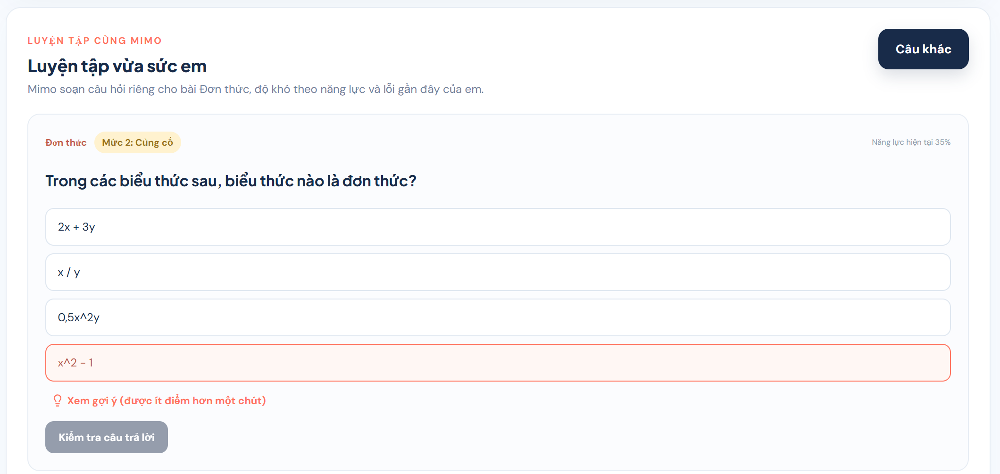 LUYỆN TẬP CÙNG MIMO
Luyện tập vừa sức em
Mimo soạn câu hỏi riêng cho bài Đơn thức, độ khó theo năng lực và lỗi gần đây của em.
Câu khác
Đơn thức
Mức 2: Củng cố
Năng lực hiện tại 35%
Trong các biểu thức sau, biểu thức nào là đơn thức?
2x + 3y
x / y
0,5x^2y
x^2 - 1
Xem gợi ý (được ít điểm hơn một chút)
Kiểm tra câu trả lời